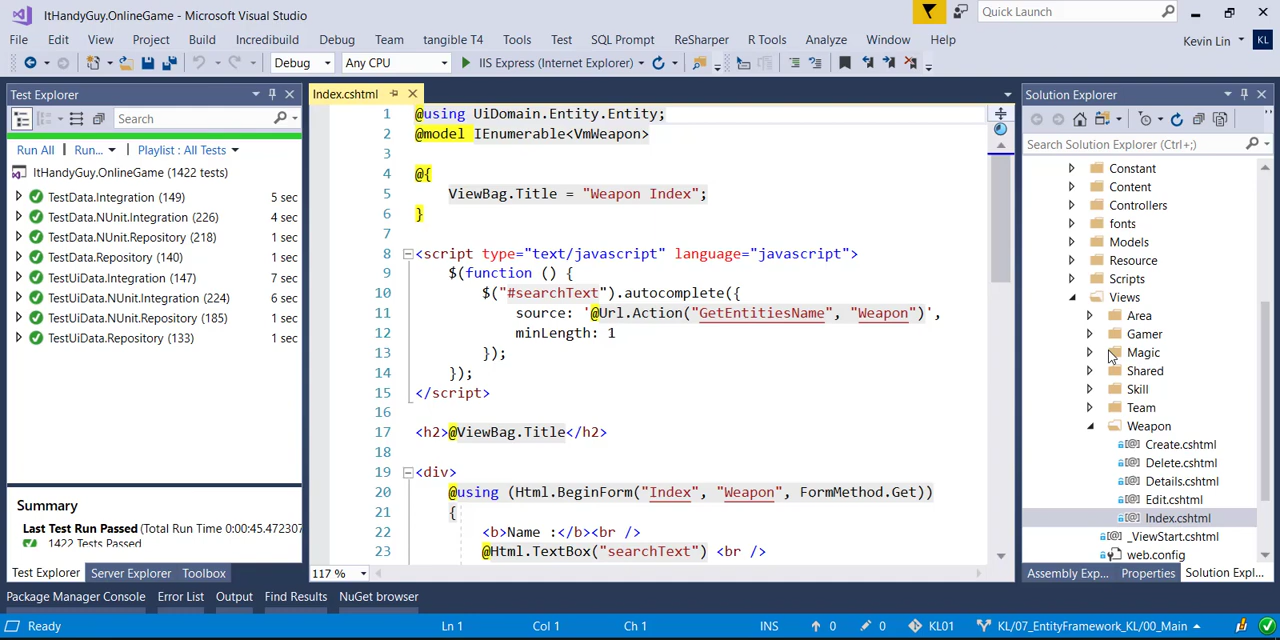 ItHandyGuy.OnlineGame - Microsoft Visual Studio
Quick Launch
File Edit View Project Build Incredibuild Debug Team tangible T4 Tools Test SQL Prompt ReSharper R Tools Analyze Window Help
Kevin Lin KL
Debug Any CPU IIS Express (Internet Explorer)
Test Explorer
Search
Run All | Run... | Playlist : All Tests
ItHandyGuy.OnlineGame (1422 tests)
TestData.Integration (149) 5 sec
TestData.NUnit.Integration (226) 4 sec
TestData.NUnit.Repository (218) 1 sec
TestData.Repository (140) 1 sec
TestUiData.Integration (147) 7 sec
TestUiData.NUnit.Integration (224) 6 sec
TestUiData.NUnit.Repository (185) 1 sec
TestUiData.Repository (133) 1 sec
Summary
Last Test Run Passed (Total Run Time 0:00:45.472307
1422 Tests Passed
Test Explorer Server Explorer Toolbox
Index.cshtml
1 @using UiDomain.Entity.Entity;
2 @model IEnumerable<VmWeapon>
3
4 @{
5 ViewBag.Title = "Weapon Index";
6 }
7
8 <script type="text/javascript" language="javascript">
9 $(function () {
10 $("#searchText").autocomplete({
11 source: '@Url.Action("GetEntitiesName", "Weapon")',
12 minLength: 1
13 });
14 });
15 </script>
16
17 <h2>@ViewBag.Title</h2>
18
19 <div>
20 @using (Html.BeginForm("Index", "Weapon", FormMethod.Get))
21 {
22 <b>Name :</b><br />
23 @Html.TextBox("searchText") <br />
117 %
Solution Explorer
Search Solution Explorer (Ctrl+;)
Constant
Content
Controllers
fonts
Models
Resource
Scripts
Views
Area
Gamer
Magic
Shared
Skill
Team
Weapon
Create.cshtml
Delete.cshtml
Details.cshtml
Edit.cshtml
Index.cshtml
_ViewStart.cshtml
web.config
Assembly Exp... Properties Solution Expl...
Package Manager Console Error List Output Find Results NuGet browser
Ready Ln 1 Col 1 Ch 1 INS 0 0 KL01 KL/07_EntityFramework_KL/00_Main